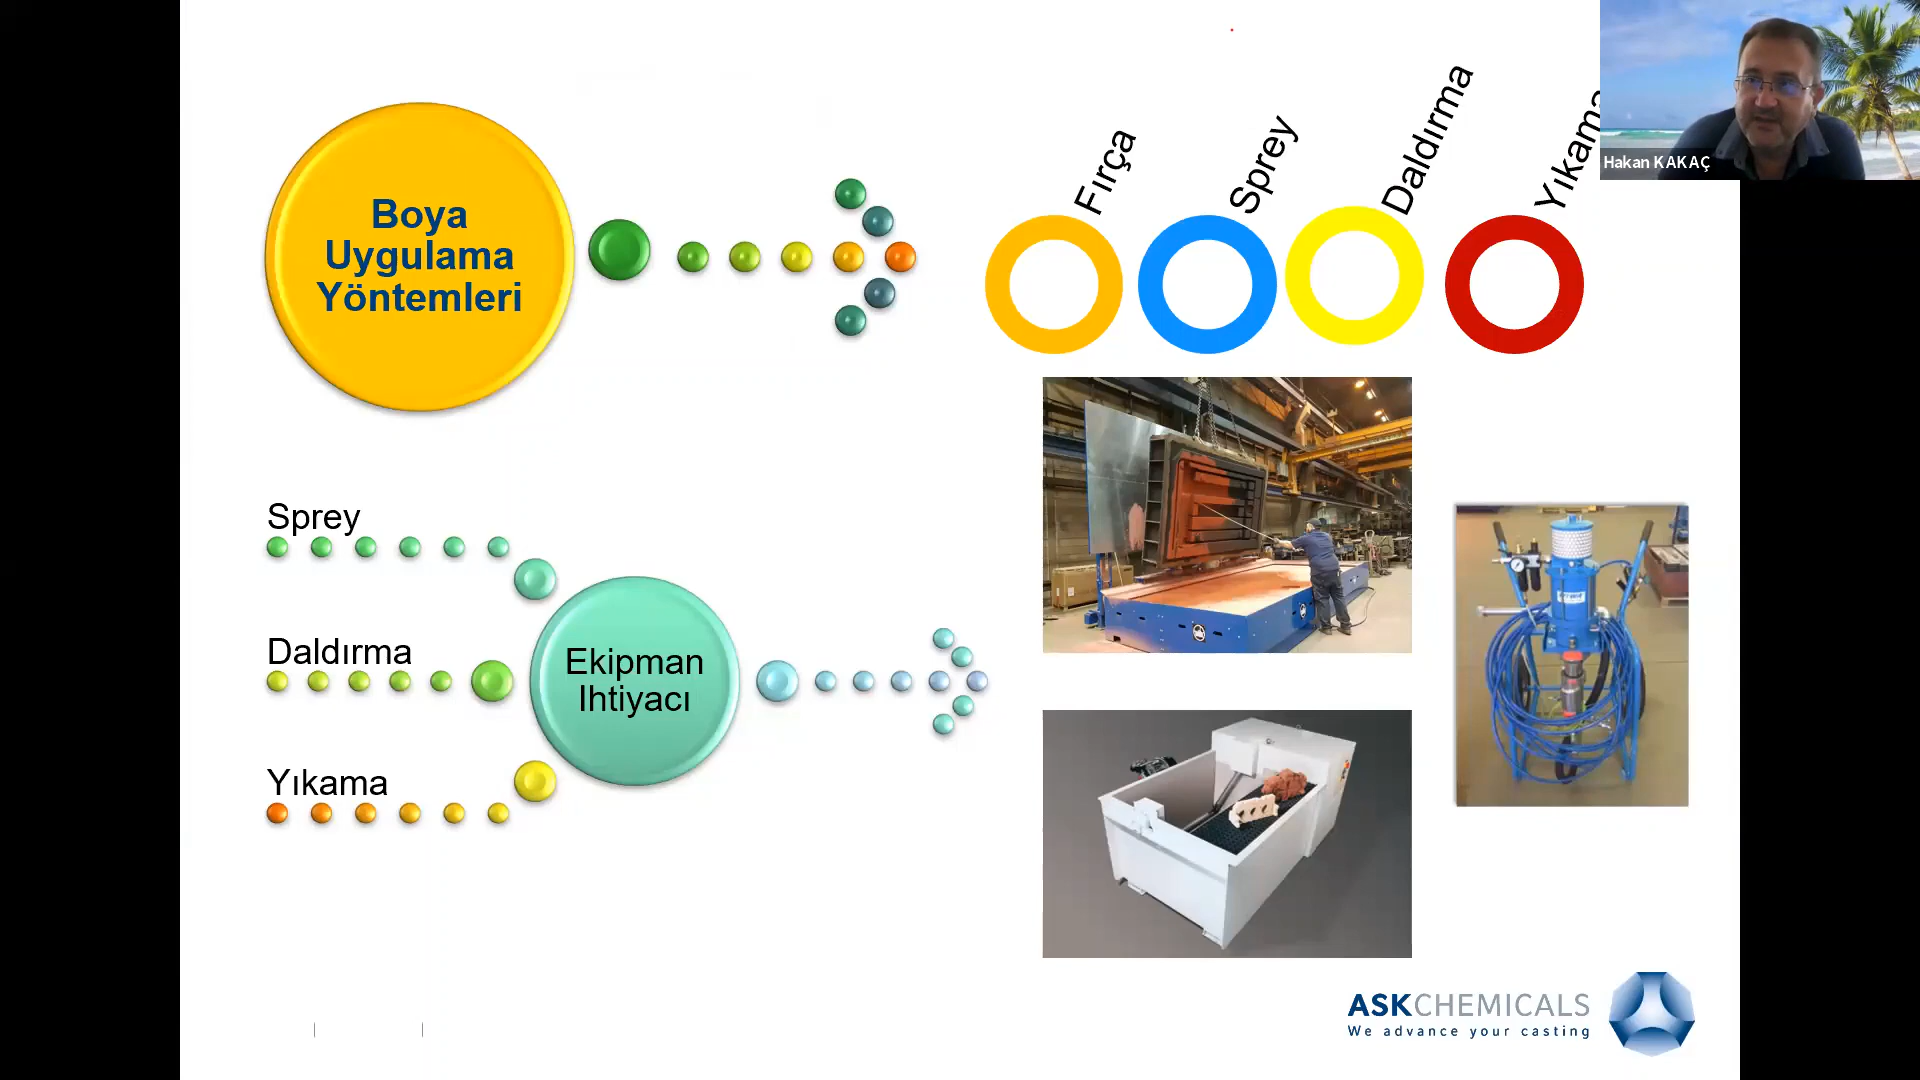 Boya
Uygulama
Yöntemleri
Fırça
Sprey
Daldırma
Yıkama
Hakan KAKAÇ
Sprey
Daldırma
Yıkama
Ekipman
Ihtiyacı
ASKCHEMICALS
We advance your casting